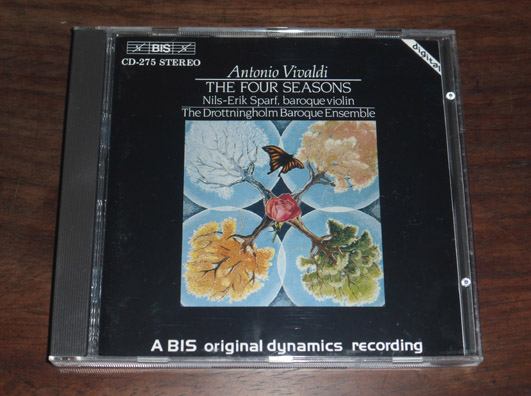 BIS
CD-275 STEREO
digital
Antonio Vivaldi
THE FOUR SEASONS
Nils-Erik Sparf, baroque violin
The Drottningholm Baroque Ensemble
A BIS original dynamics recording